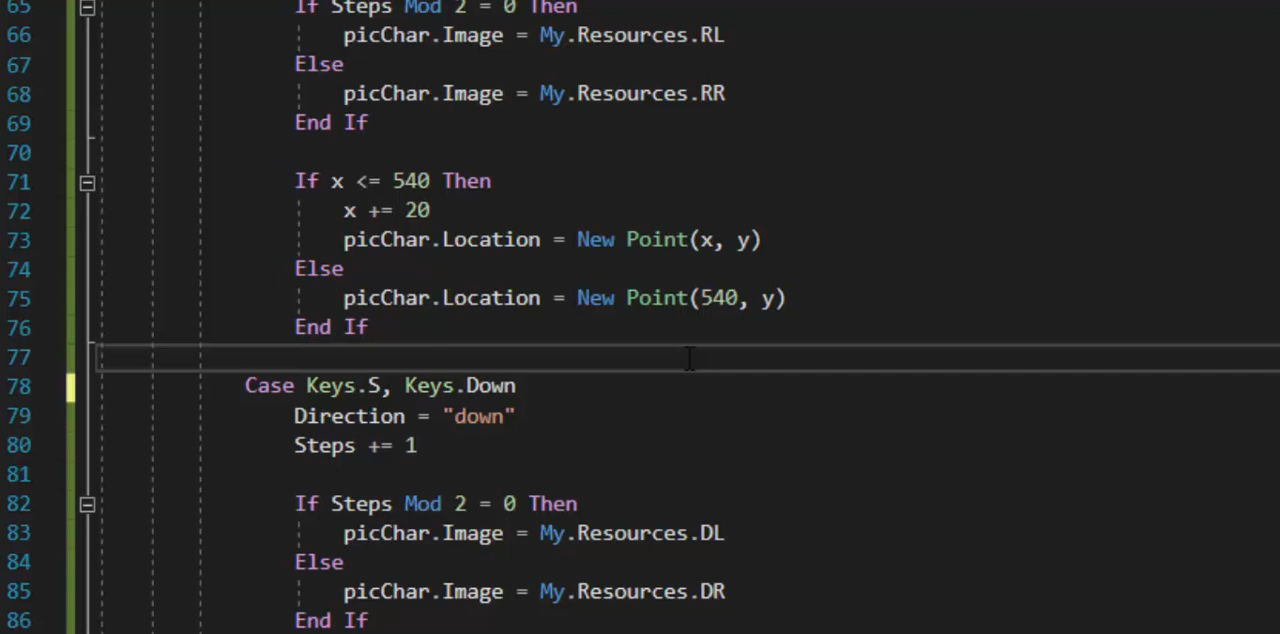 65 If Steps Mod 2 = 0 Then
66 picChar.Image = My.Resources.RL
67 Else
68 picChar.Image = My.Resources.RR
69 End If
70
71 If x <= 540 Then
72 x += 20
73 picChar.Location = New Point(x, y)
74 Else
75 picChar.Location = New Point(540, y)
76 End If
77
78 Case Keys.S, Keys.Down
79 Direction = "down"
80 Steps += 1
81
82 If Steps Mod 2 = 0 Then
83 picChar.Image = My.Resources.DL
84 Else
85 picChar.Image = My.Resources.DR
86 End If